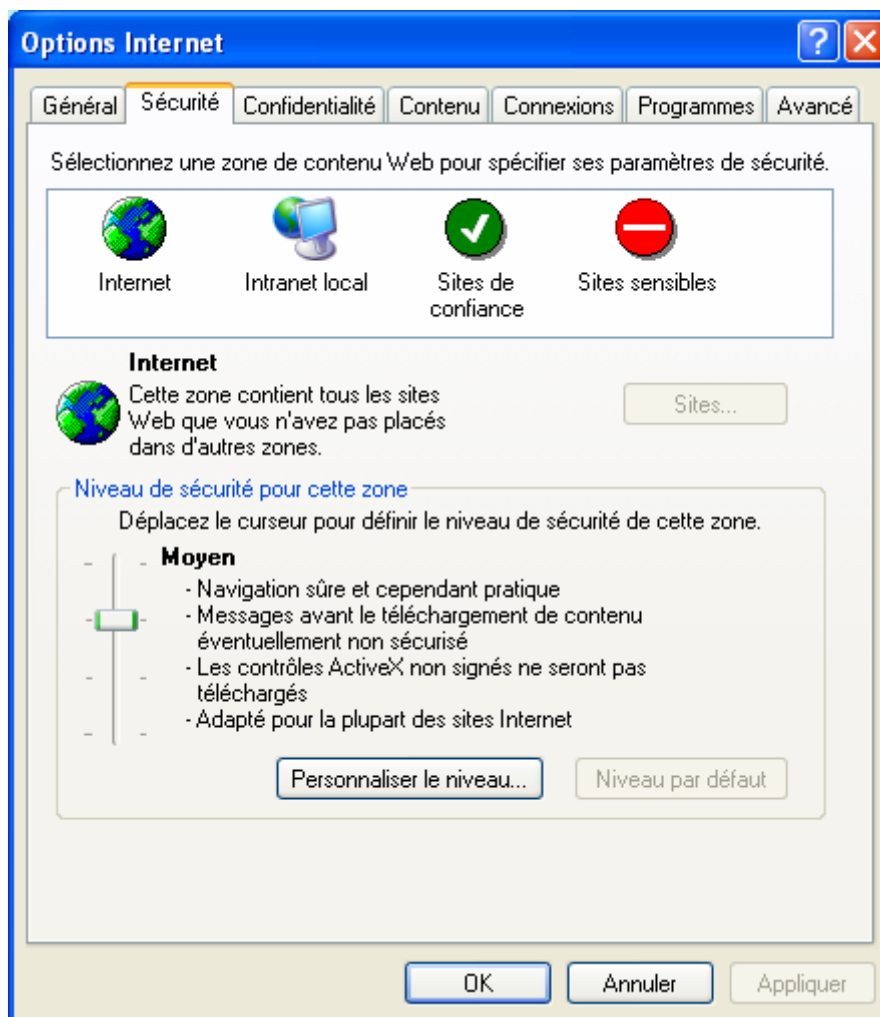 Options Internet
Général Sécurité Confidentialité Contenu Connexions Programmes Avancé
Sélectionnez une zone de contenu Web pour spécifier ses paramètres de sécurité.
Internet Intranet local Sites de confiance Sites sensibles
Internet
Cette zone contient tous les sites
Web que vous n'avez pas placés
dans d'autres zones.
Sites...
Niveau de sécurité pour cette zone
Déplacez le curseur pour définir le niveau de sécurité de cette zone.
Moyen
- Navigation sûre et cependant pratique
- Messages avant le téléchargement de contenu
éventuellement non sécurisé
- Les contrôles ActiveX non signés ne seront pas
téléchargés
- Adapté pour la plupart des sites Internet
Personnaliser le niveau... Niveau par défaut
OK Annuler Appliquer